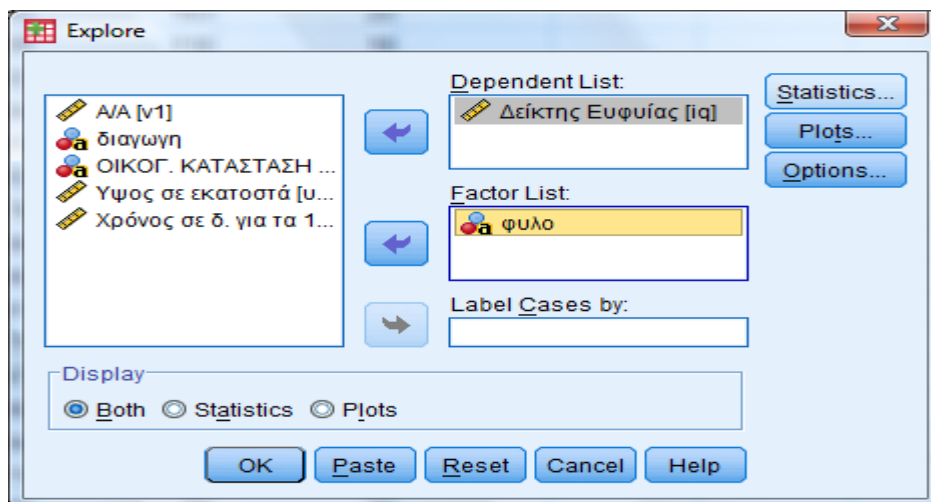 Explore
Α/Α [v1]
διαγωγη
ΟΙΚΟΓ. ΚΑΤΑΣΤΑΣΗ ...
Υψος σε εκατοστά [υ...
Χρόνος σε δ. για τα 1...
Dependent List:
Δείκτης Ευφυίας [iq]
Factor List:
φυλο
Label Cases by:
Statistics...
Plots...
Options...
Display
Both Statistics Plots
OK Paste Reset Cancel Help